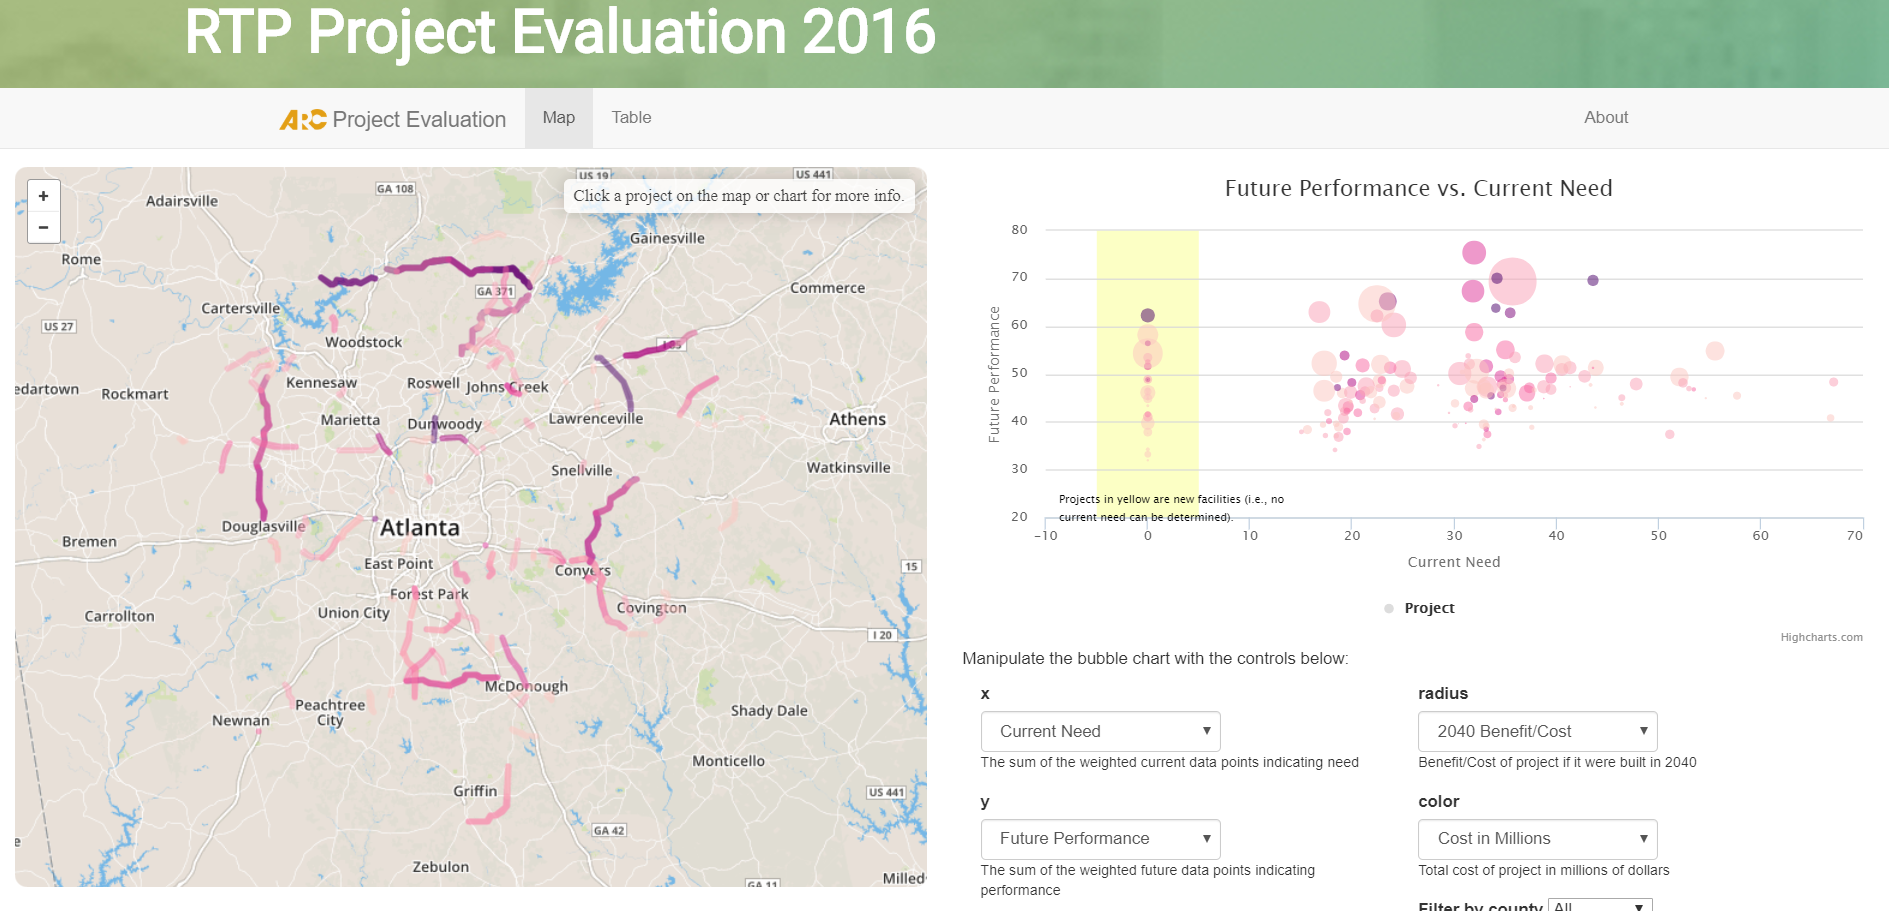 RTP Project Evaluation 2016
ARC Project Evaluation
Map
Table
About
+
−
Click a project on the map or chart for more info.
GA 108
US 19
US 441
Adairsville
Gainesville
Rome
GA 371
Commerce
Cartersville
US 27
Woodstock
I 85
Kennesaw
Roswell
Johns Creek
edartown
Rockmart
Marietta
Dunwoody
Lawrenceville
Athens
Snellville
Watkinsville
Douglasville
Atlanta
Bremen
East Point
Conyers
15
Forest Park
Carrollton
Union City
Covington
I 20
McDonough
Peachtree
City
Newnan
Shady Dale
Monticello
Griffin
US 441
GA 42
Zebulon
GA 11
Milled
Future Performance vs. Current Need
80
70
60
50
40
30
20
Future Performance
Projects in yellow are new facilities (i.e., no
current need can be determined).
−10
0
10
20
30
40
50
60
70
Current Need
Project
Highcharts.com
Manipulate the bubble chart with the controls below:
x
Current Need
The sum of the weighted current data points indicating need
y
Future Performance
The sum of the weighted future data points indicating
performance
radius
2040 Benefit/Cost
Benefit/Cost of project if it were built in 2040
color
Cost in Millions
Total cost of project in millions of dollars
Filter by county
All